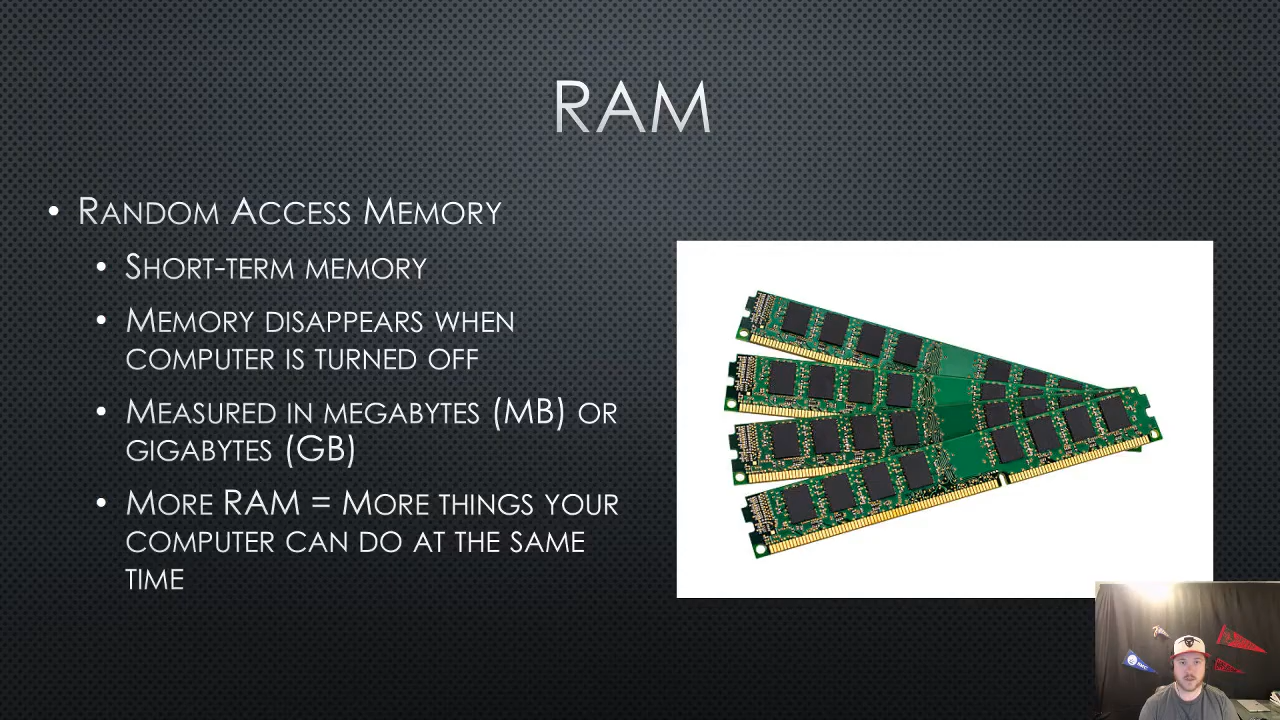 RAM
• Random Access Memory
• Short-term memory
• Memory disappears when
computer is turned off
• Measured in megabytes (MB) or
gigabytes (GB)
• More RAM = More things your
computer can do at the same
time